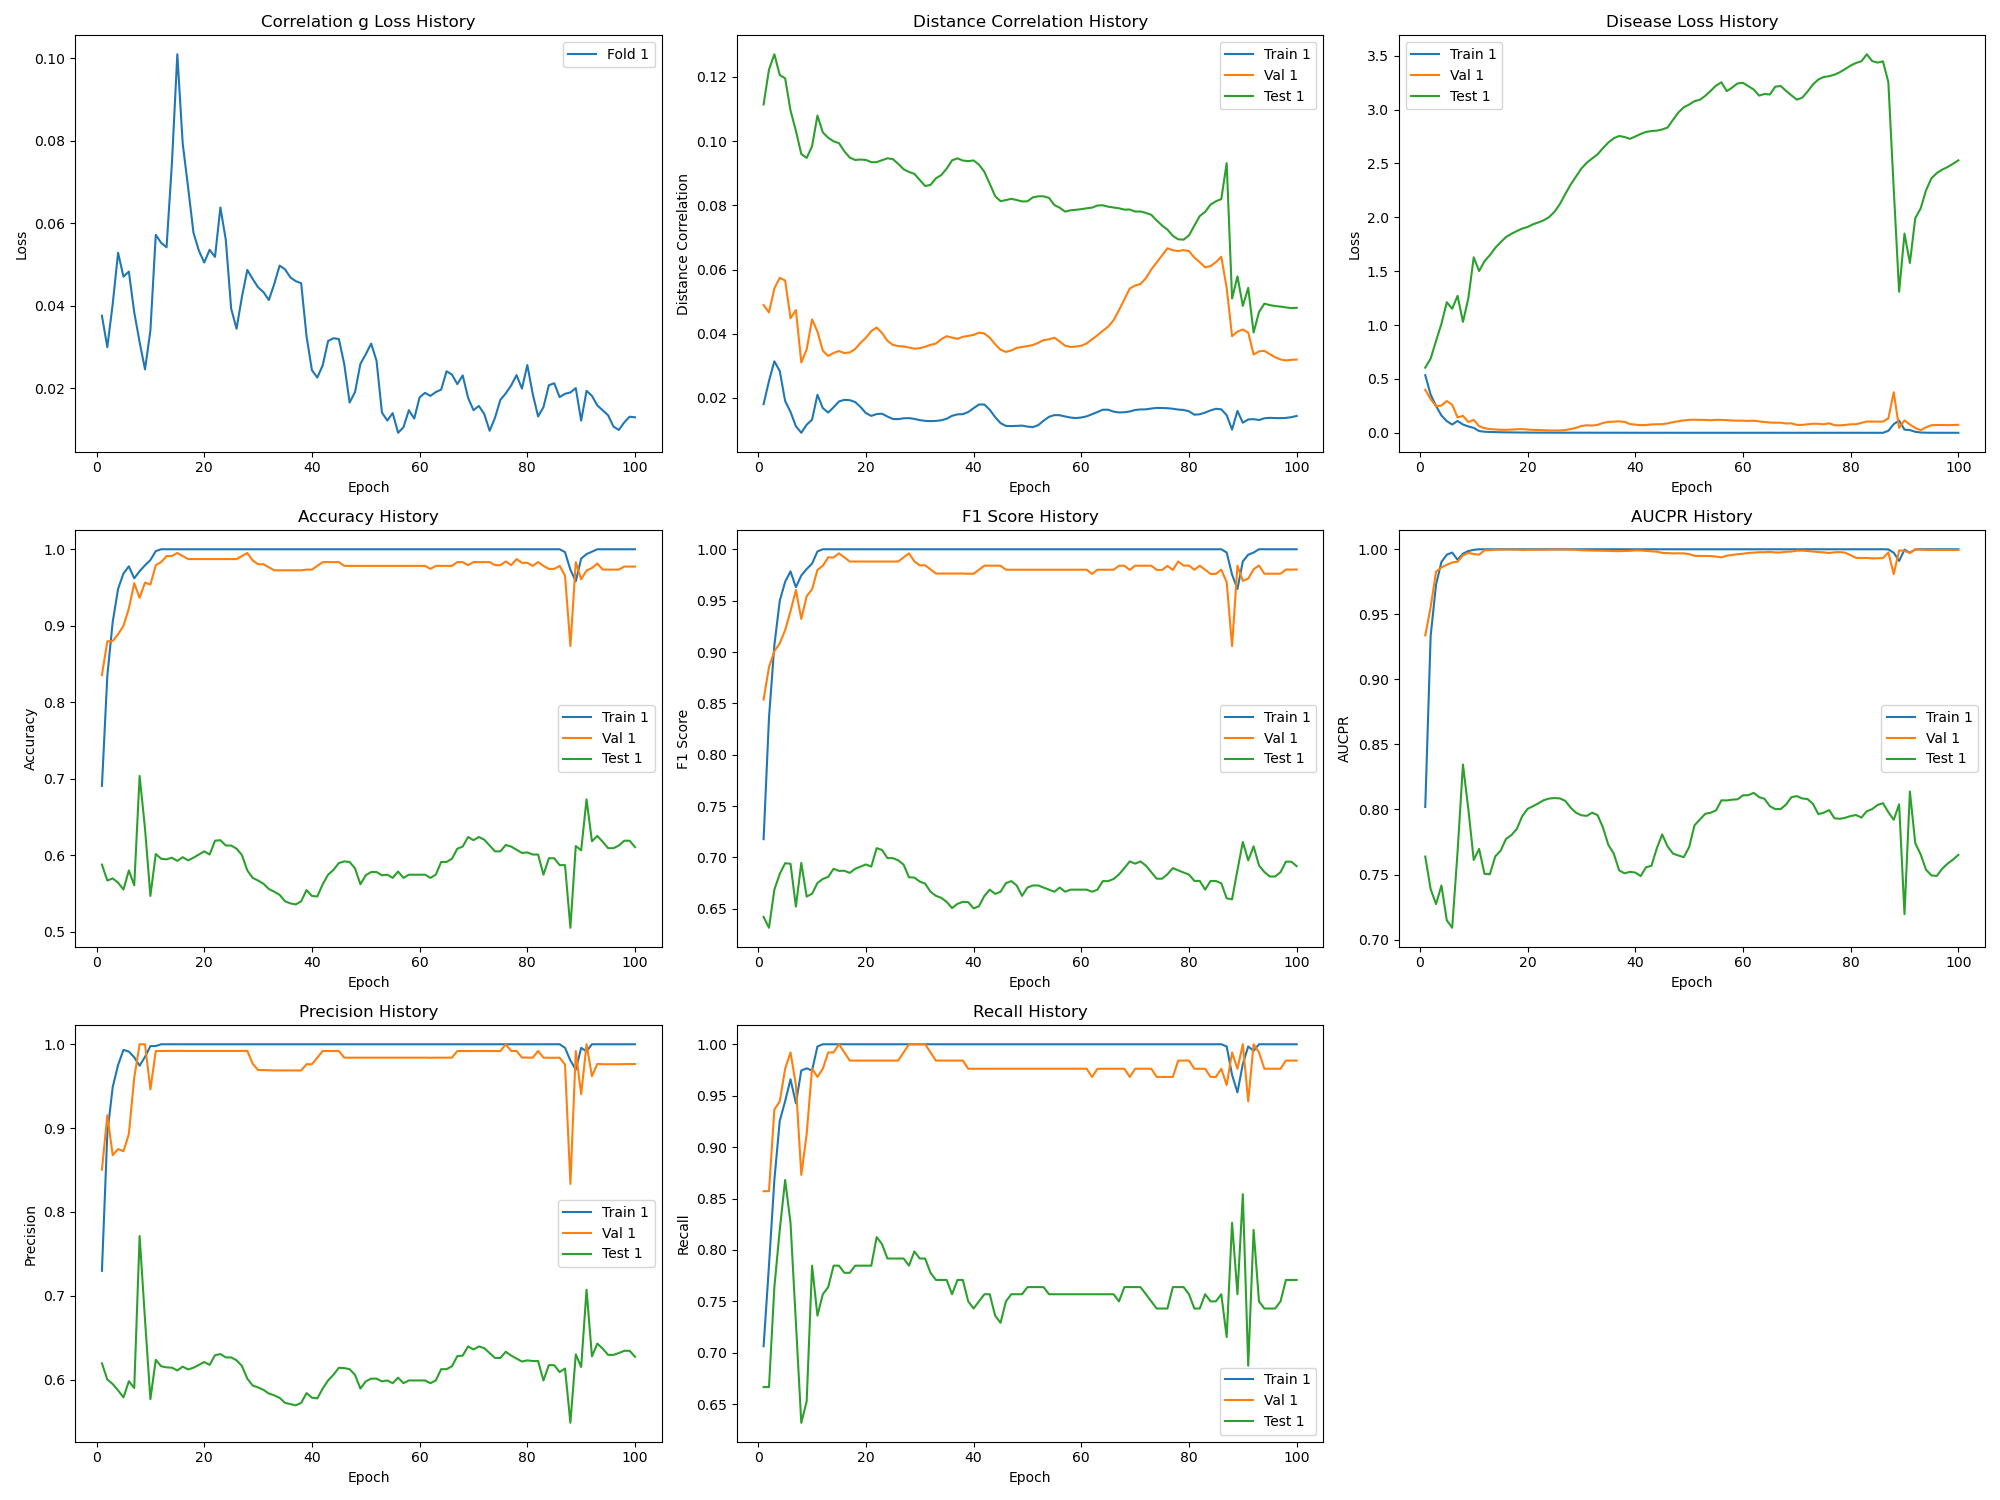 Correlation g Loss History
Loss
0.10
0.08
0.06
0.04
0.02
0 20 40 60 80 100
Epoch
Fold 1
Distance Correlation History
Distance Correlation
0.12
0.10
0.08
0.06
0.04
0.02
0 20 40 60 80 100
Epoch
Train 1
Val 1
Test 1
Disease Loss History
Loss
3.5
3.0
2.5
2.0
1.5
1.0
0.5
0.0
0 20 40 60 80 100
Epoch
Train 1
Val 1
Test 1
Accuracy History
Accuracy
1.0
0.9
0.8
0.7
0.6
0.5
0 20 40 60 80 100
Epoch
Train 1
Val 1
Test 1
F1 Score History
F1 Score
1.00
0.95
0.90
0.85
0.80
0.75
0.70
0.65
0 20 40 60 80 100
Epoch
Train 1
Val 1
Test 1
AUCPR History
AUCPR
1.00
0.95
0.90
0.85
0.80
0.75
0.70
0 20 40 60 80 100
Epoch
Train 1
Val 1
Test 1
Precision History
Precision
1.0
0.9
0.8
0.7
0.6
0 20 40 60 80 100
Epoch
Train 1
Val 1
Test 1
Recall History
Recall
1.00
0.95
0.90
0.85
0.80
0.75
0.70
0.65
0 20 40 60 80 100
Epoch
Train 1
Val 1
Test 1